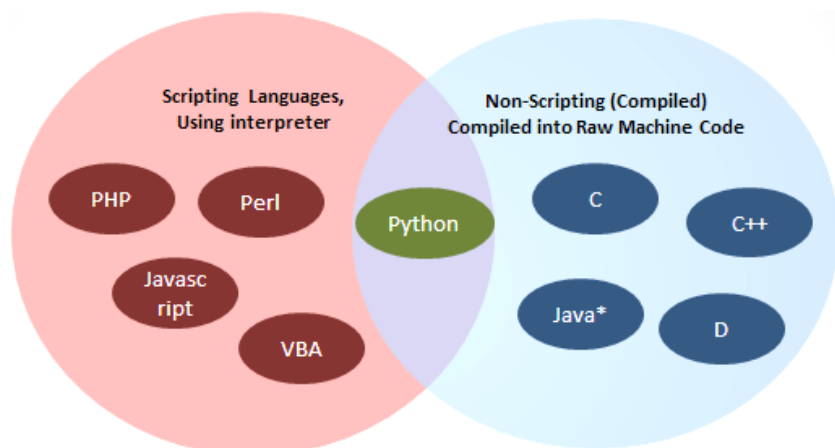 Scripting Languages,
Using interpreter
Non-Scripting (Compiled)
Compiled into Raw Machine Code
PHP
Perl
Python
C
C++
Javasc
ript
Java*
D
VBA